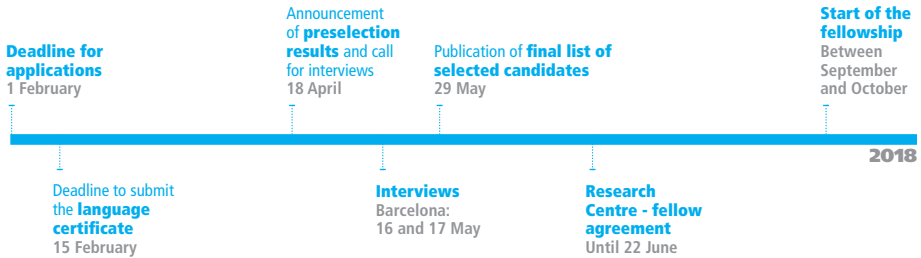 Deadline for
applications
1 February
Announcement
of preselection
results and call
for interviews
18 April
Publication of final list of
selected candidates
29 May
Start of the
fellowship
Between
September
and October
2018
Deadline to submit
the language
certificate
15 February
Interviews
Barcelona:
16 and 17 May
Research
Centre - fellow
agreement
Until 22 June